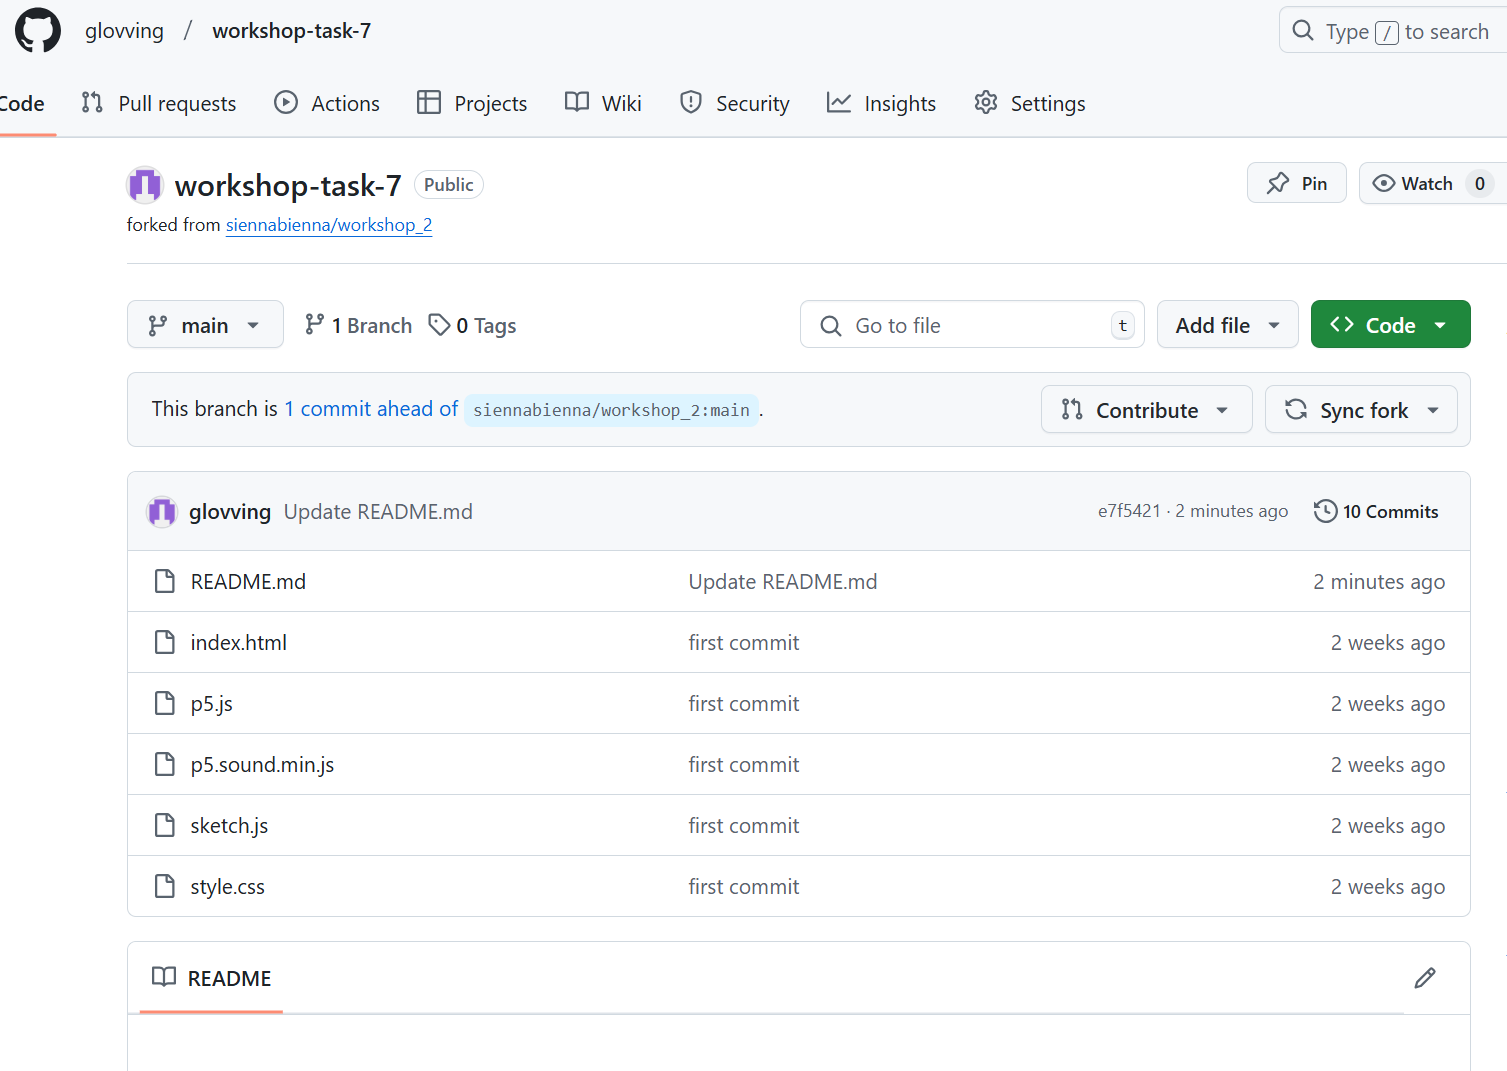 glovving / workshop-task-7
Type / to search
Code Pull requests Actions Projects Wiki Security Insights Settings
workshop-task-7 Public
Pin Watch 0
forked from siennabienna/workshop_2
main 1 Branch 0 Tags Go to file t Add file Code
This branch is 1 commit ahead of siennabienna/workshop_2:main . Contribute Sync fork
glovving Update README.md e7f5421 · 2 minutes ago 10 Commits
README.md Update README.md 2 minutes ago
index.html first commit 2 weeks ago
p5.js first commit 2 weeks ago
p5.sound.min.js first commit 2 weeks ago
sketch.js first commit 2 weeks ago
style.css first commit 2 weeks ago
README